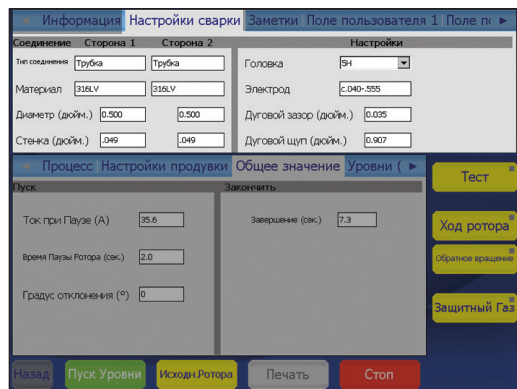 ◄ Информация Настройки сварки Заметки Поле пользователя 1 Поле п ►
Соединение Сторона 1 Сторона 2 Настройки
Тип соединения Трубка Трубка Головка 5H
Материал 316LV 316LV Электрод c.040-.555
Диаметр (дюйм.) 0.500 0.500 Дуговой зазор (дюйм.) 0.035
Стенка (дюйм.) .049 .049 Дуговой щуп (дюйм.) 0.907
◄ Процесс Настройки продувки Общее значение Уровни ( ►
Пуск Закончить
Ток при Паузе (А) 35.6 Завершение (сек.) 7.3
Время Паузы Ротора (сек.) 2.0
Градус отклонения (°) 0
Тест
Ход ротора
Обратное вращение
Защитный Газ
Назад Пуск Уровни Исходн.Ротора Печать Стоп